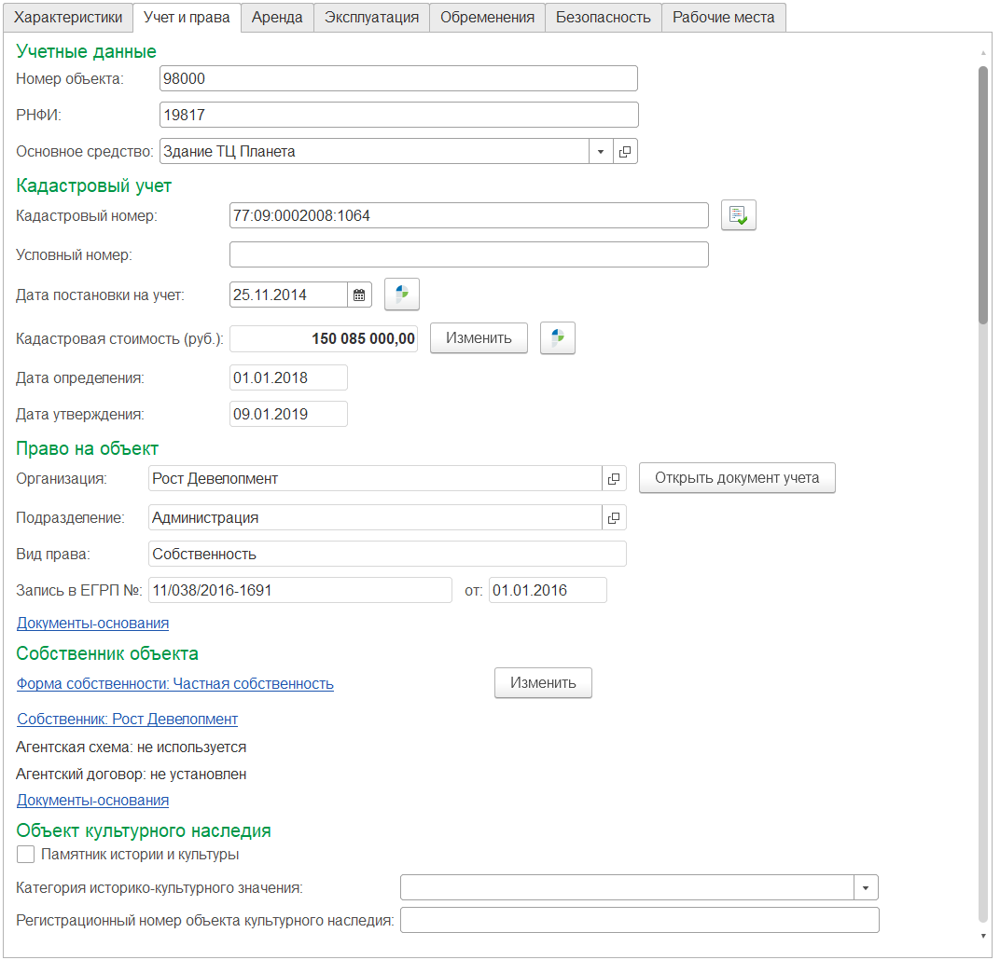 Характеристики Учет и права Аренда Эксплуатация Обременения Безопасность Рабочие места
Учетные данные
Номер объекта: 98000
РНФИ: 19817
Основное средство: Здание ТЦ Планета
Кадастровый учет
Кадастровый номер: 77:09:0002008:1064
Условный номер:
Дата постановки на учет: 25.11.2014
Кадастровая стоимость (руб.): 150 085 000,00 Изменить
Дата определения: 01.01.2018
Дата утверждения: 09.01.2019
Право на объект
Организация: Рост Девелопмент Открыть документ учета
Подразделение: Администрация
Вид права: Собственность
Запись в ЕГРП №: 11/038/2016-1691 от: 01.01.2016
Документы-основания
Собственник объекта
Форма собственности: Частная собственность Изменить
Собственник: Рост Девелопмент
Агентская схема: не используется
Агентский договор: не установлен
Документы-основания
Объект культурного наследия
Памятник истории и культуры
Категория историко-культурного значения:
Регистрационный номер объекта культурного наследия: